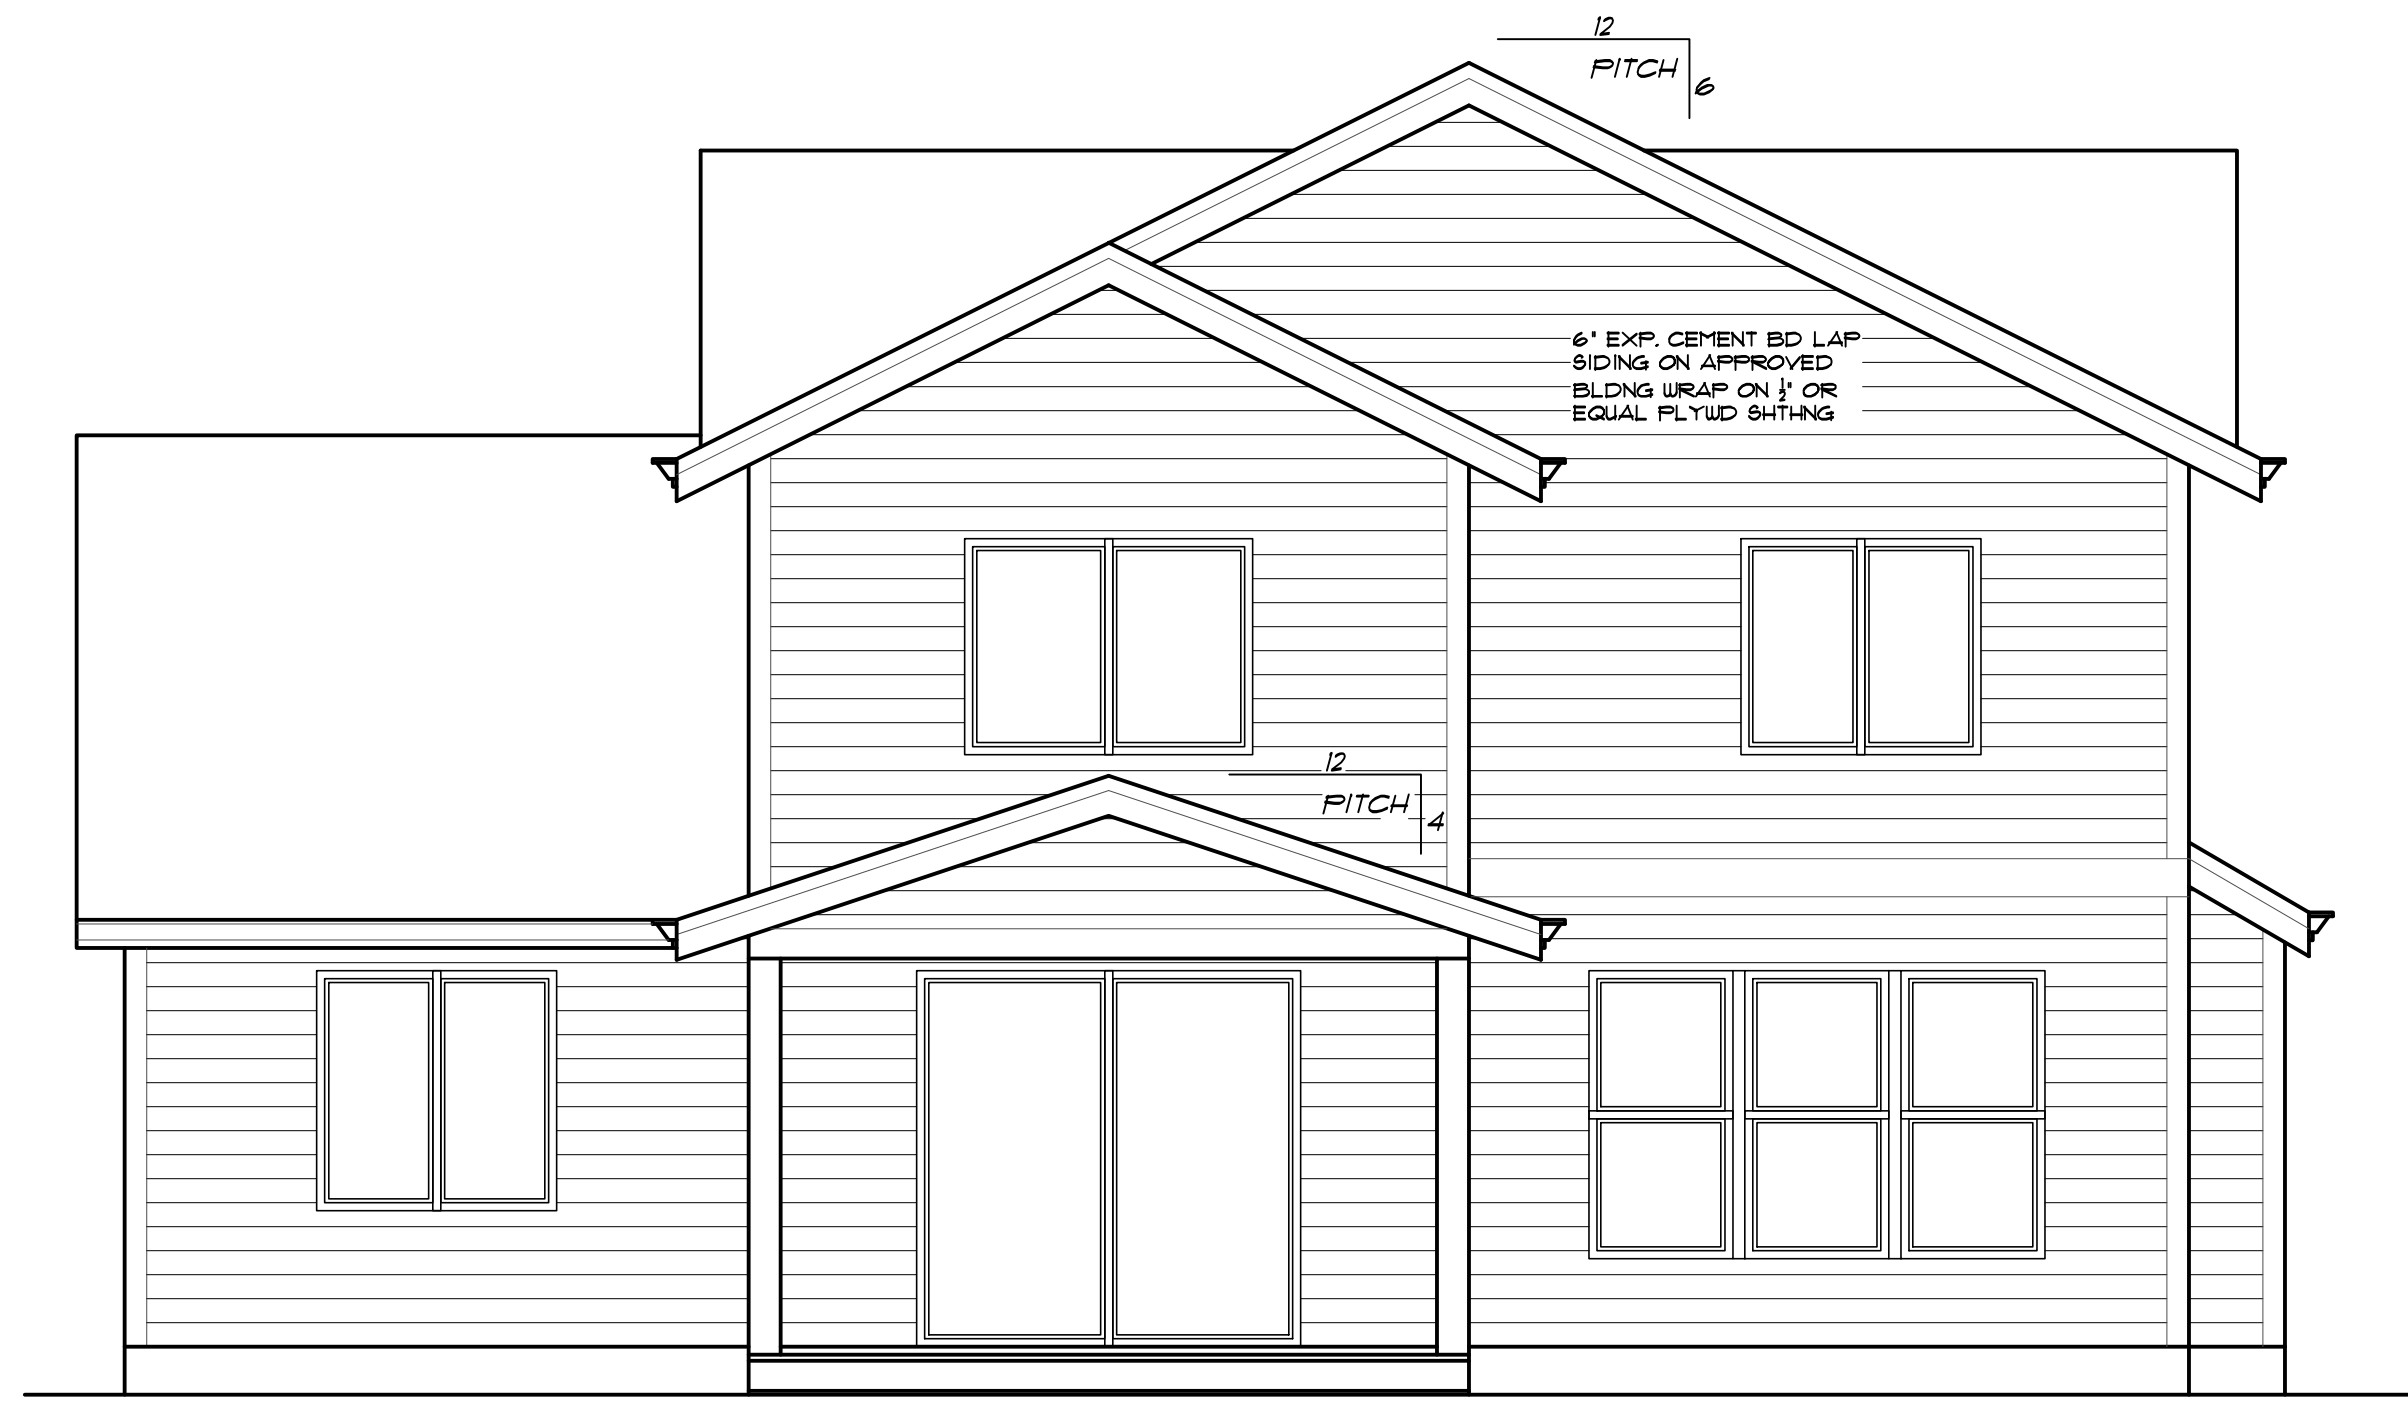 12
PITCH
6
6" EXP. CEMENT BD LAP
SIDING ON APPROVED
BLDNG WRAP ON ½" OR
EQUAL PLYWD SHTHNG
12
PITCH
4